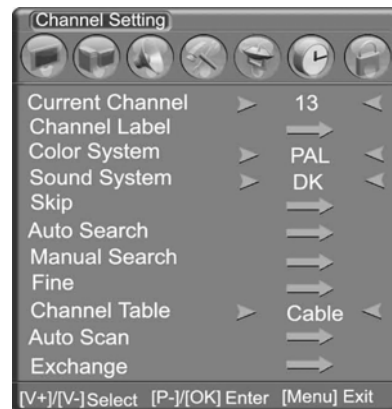 Channel Setting
Current Channel 13
Channel Label
Color System PAL
Sound System DK
Skip
Auto Search
Manual Search
Fine
Channel Table Cable
Auto Scan
Exchange
[V+]/[V-]Select [P-]/[OK] Enter [Menu] Exit